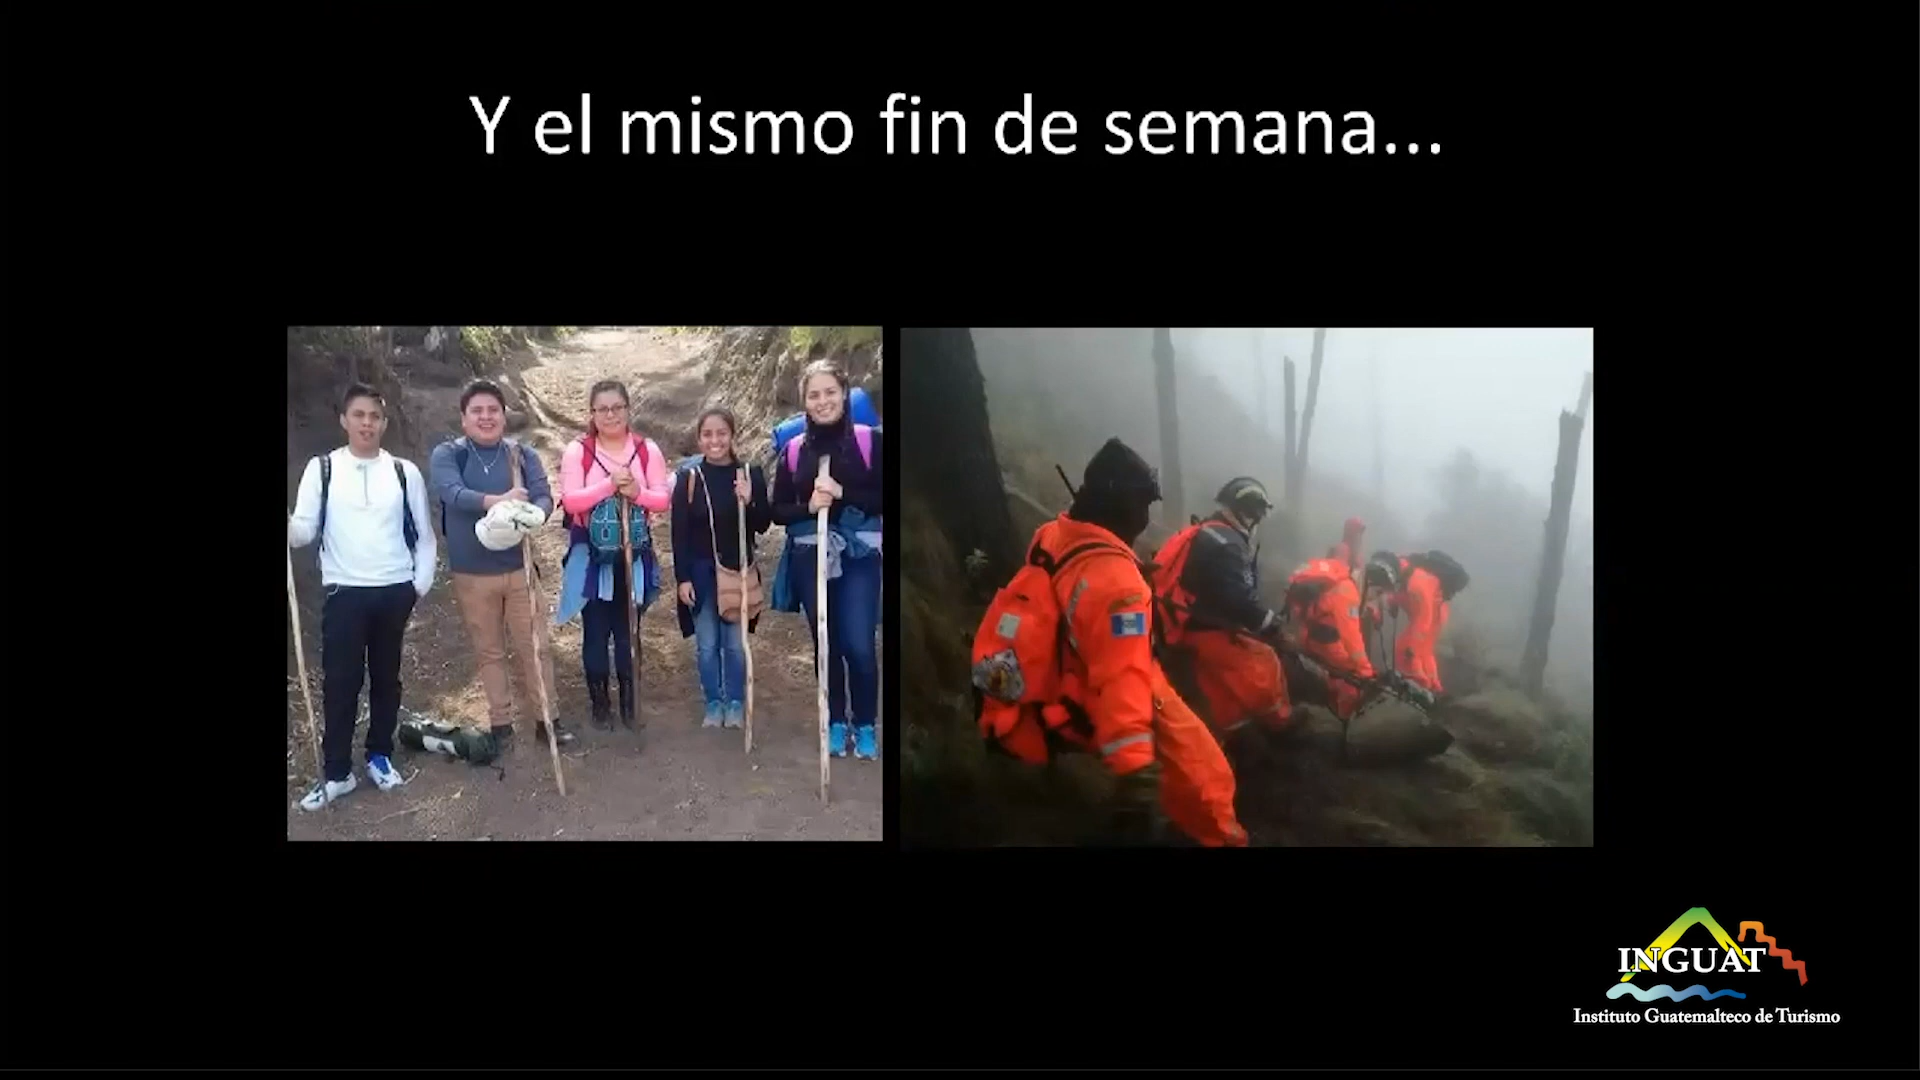 Y el mismo fin de semana...
INGUAT
Instituto Guatemalteco de Turismo